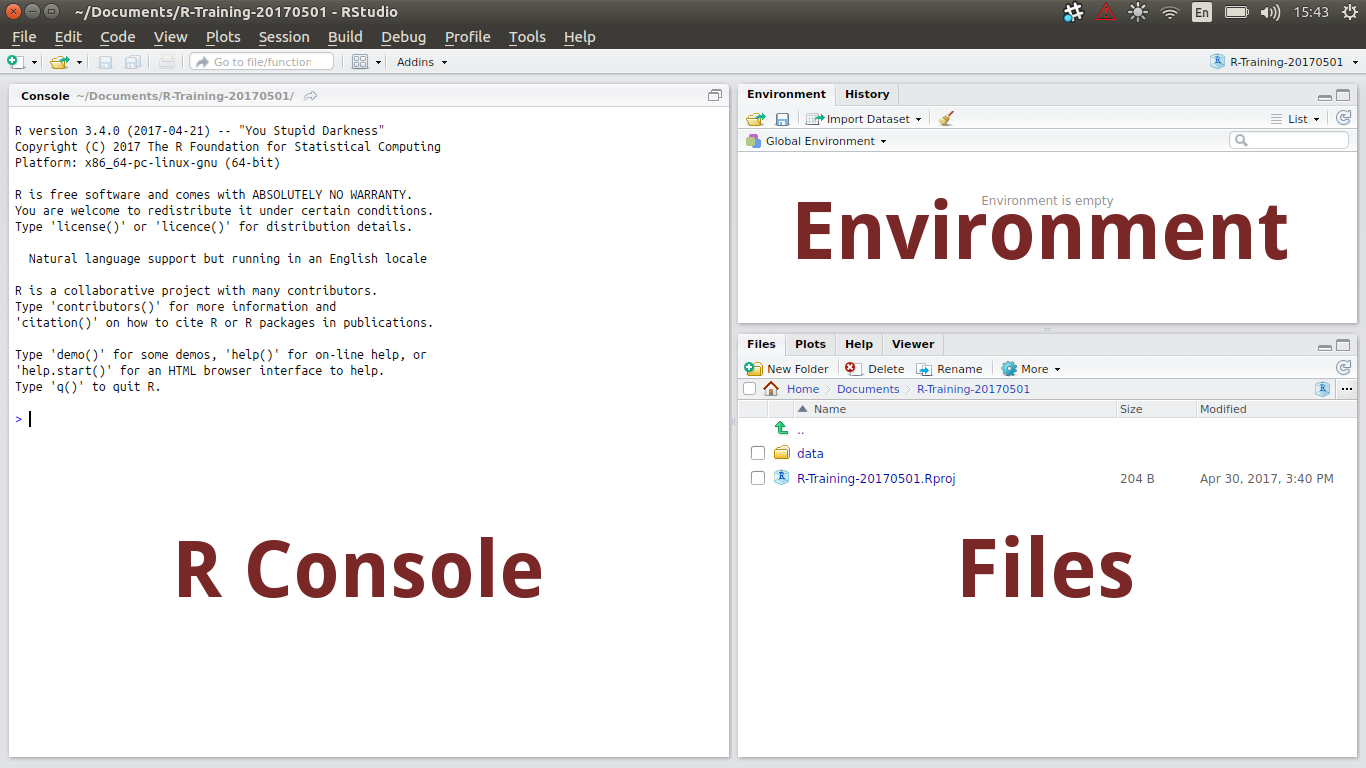 ~/Documents/R-Training-20170501 - RStudio
En
15:43
File Edit Code View Plots Session Build Debug Profile Tools Help
Go to file/function
Addins
R-Training-20170501
Console ~/Documents/R-Training-20170501/
R version 3.4.0 (2017-04-21) -- "You Stupid Darkness"
Copyright (C) 2017 The R Foundation for Statistical Computing
Platform: x86_64-pc-linux-gnu (64-bit)
R is free software and comes with ABSOLUTELY NO WARRANTY.
You are welcome to redistribute it under certain conditions.
Type 'license()' or 'licence()' for distribution details.
Natural language support but running in an English locale
R is a collaborative project with many contributors.
Type 'contributors()' for more information and
'citation()' on how to cite R or R packages in publications.
Type 'demo()' for some demos, 'help()' for on-line help, or
'help.start()' for an HTML browser interface to help.
Type 'q()' to quit R.
>
R Console
Environment History
Import Dataset
List
Global Environment
Environment is empty
Environment
Files Plots Help Viewer
New Folder Delete Rename More
Home Documents R-Training-20170501
Name Size Modified
..
data
R-Training-20170501.Rproj 204 B Apr 30, 2017, 3:40 PM
Files